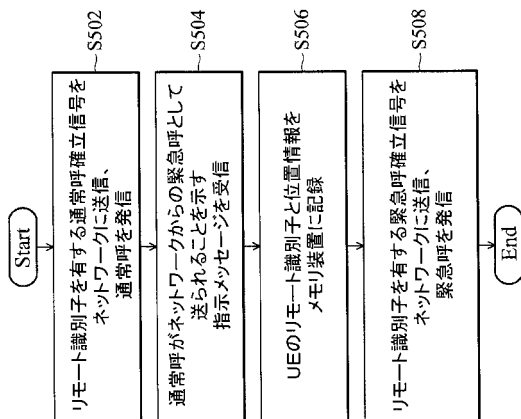 Start
リモート識別子を有する通常呼確立信号を
ネットワークに送信、
通常呼を発信
S502
通常呼がネットワークからの緊急呼として
送られることを示す
指示メッセージを受信
S504
UEのリモート識別子と位置情報を
メモリ装置に記録
S506
リモート識別子を有する緊急呼確立信号を
ネットワークに送信、
緊急呼を発信
S508
End